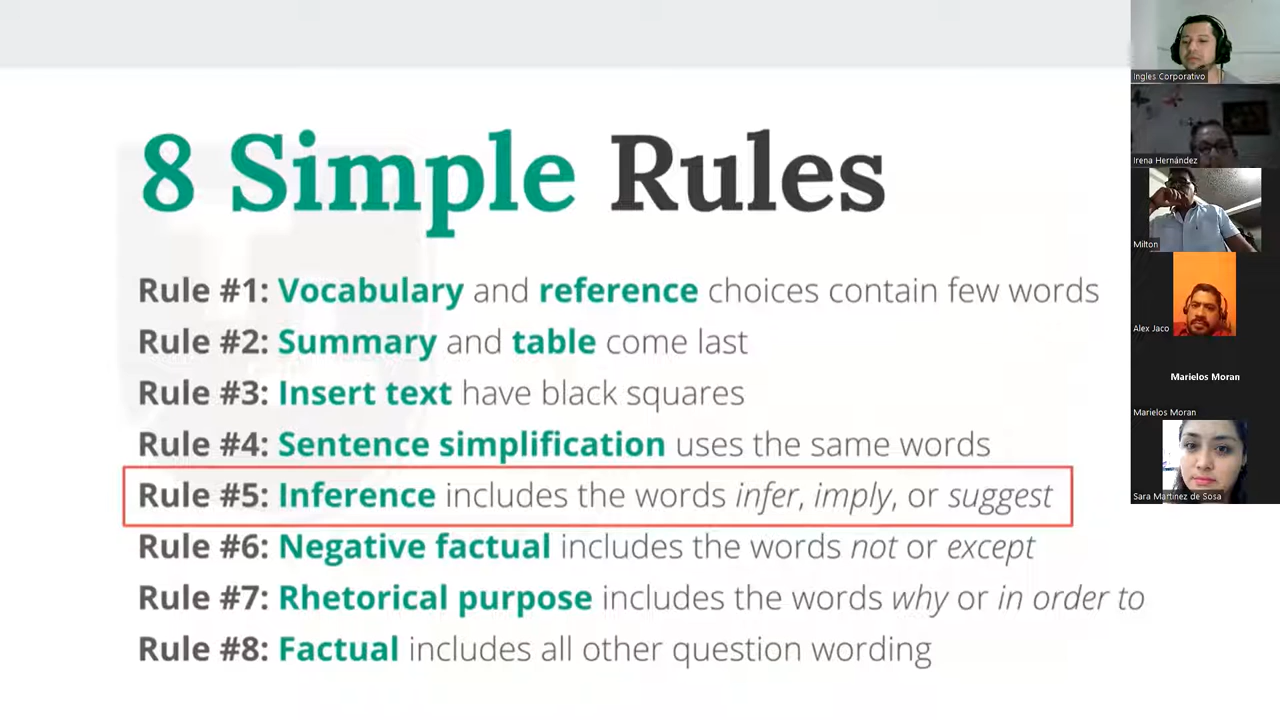 8 Simple Rules
Rule #1: Vocabulary and reference choices contain few words
Rule #2: Summary and table come last
Rule #3: Insert text have black squares
Rule #4: Sentence simplification uses the same words
Rule #5: Inference includes the words infer, imply, or suggest
Rule #6: Negative factual includes the words not or except
Rule #7: Rhetorical purpose includes the words why or in order to
Rule #8: Factual includes all other question wording
Ingles Corporativo
Irena Hernández
Milton
Alex Jaco
Marielos Moran
Marielos Moran
Sara Martinez de Sosa